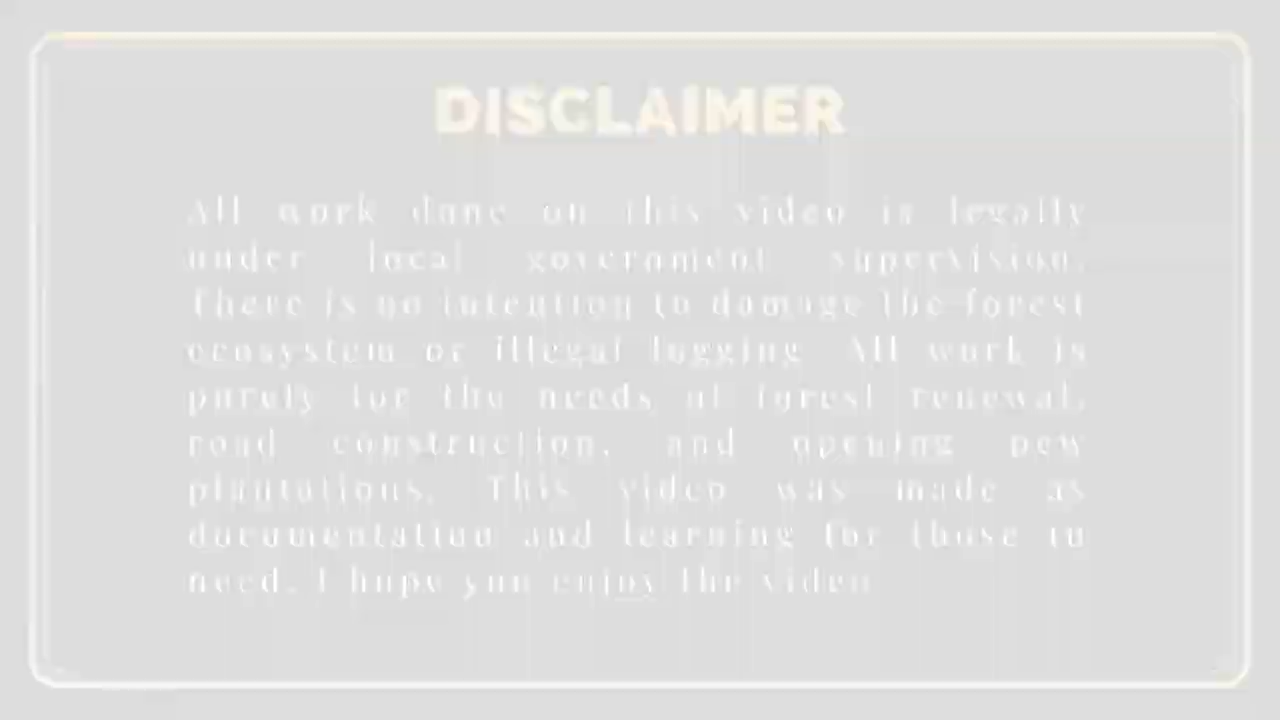 DISCLAIMER
All work done on this video is legally
under local government supervision.
There is no intention to damage the forest
ecosystem or illegal logging. All work is
purely for the needs of forest renewal,
road construction, and opening new
plantations. This video was made as
documentation and learning for those in
need. I hope you enjoy the video